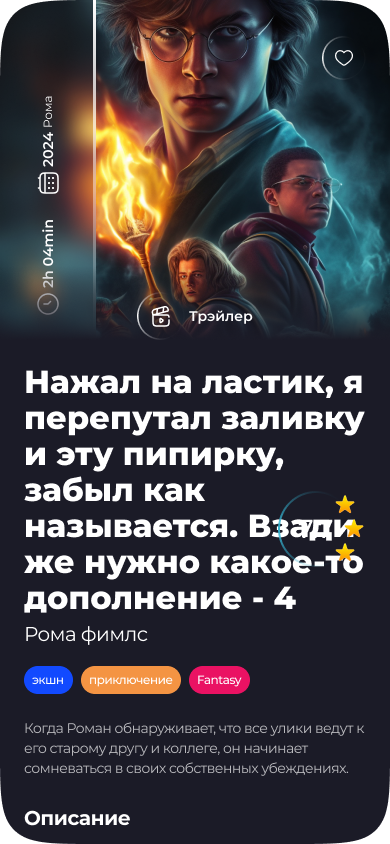 2024 Рома
2h 04min
Трэйлер
Нажал на ластик, я
перепутал заливку
и эту пипирку,
забыл как
называется. Взади
же нужно какое-то
дополнение - 4
Рома фимлс
экшн
приключение
Fantasy
Когда Роман обнаруживает, что все улики ведут к
его старому другу и коллеге, он начинает
сомневаться в своих собственных убеждениях.
Описание